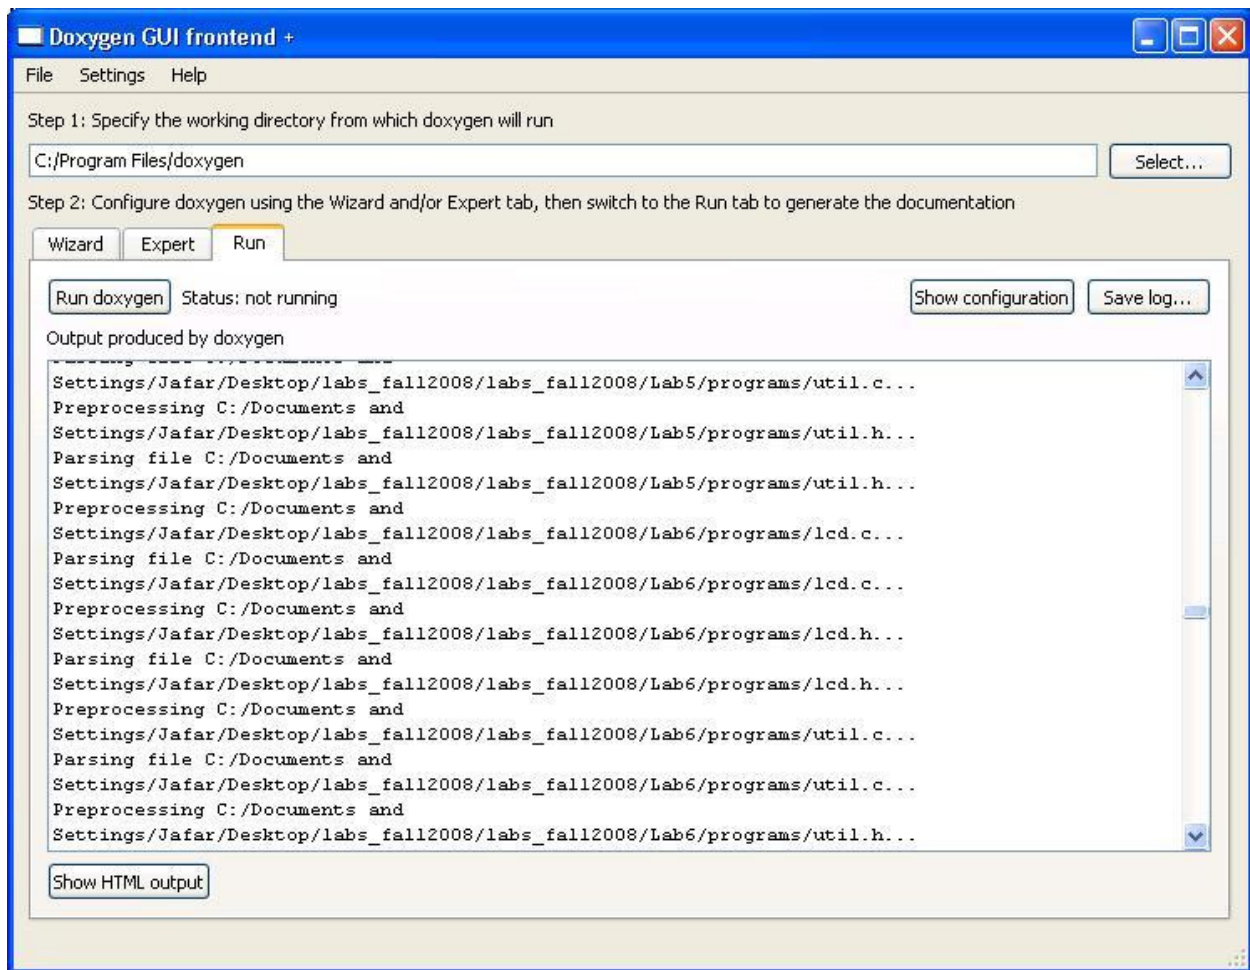 Doxygen GUI frontend +
File Settings Help
Step 1: Specify the working directory from which doxygen will run
C:/Program Files/doxygen
Select...
Step 2: Configure doxygen using the Wizard and/or Expert tab, then switch to the Run tab to generate the documentation
Wizard Expert Run
Run doxygen Status: not running Show configuration Save log...
Output produced by doxygen
Settings/Jafar/Desktop/labs_fall2008/labs_fall2008/Lab5/programs/util.c...
Preprocessing C:/Documents and
Settings/Jafar/Desktop/labs_fall2008/labs_fall2008/Lab5/programs/util.h...
Parsing file C:/Documents and
Settings/Jafar/Desktop/labs_fall2008/labs_fall2008/Lab5/programs/util.h...
Preprocessing C:/Documents and
Settings/Jafar/Desktop/labs_fall2008/labs_fall2008/Lab6/programs/lcd.c...
Parsing file C:/Documents and
Settings/Jafar/Desktop/labs_fall2008/labs_fall2008/Lab6/programs/lcd.c...
Preprocessing C:/Documents and
Settings/Jafar/Desktop/labs_fall2008/labs_fall2008/Lab6/programs/lcd.h...
Parsing file C:/Documents and
Settings/Jafar/Desktop/labs_fall2008/labs_fall2008/Lab6/programs/lcd.h...
Preprocessing C:/Documents and
Settings/Jafar/Desktop/labs_fall2008/labs_fall2008/Lab6/programs/util.c...
Parsing file C:/Documents and
Settings/Jafar/Desktop/labs_fall2008/labs_fall2008/Lab6/programs/util.c...
Preprocessing C:/Documents and
Settings/Jafar/Desktop/labs_fall2008/labs_fall2008/Lab6/programs/util.h...
Show HTML output